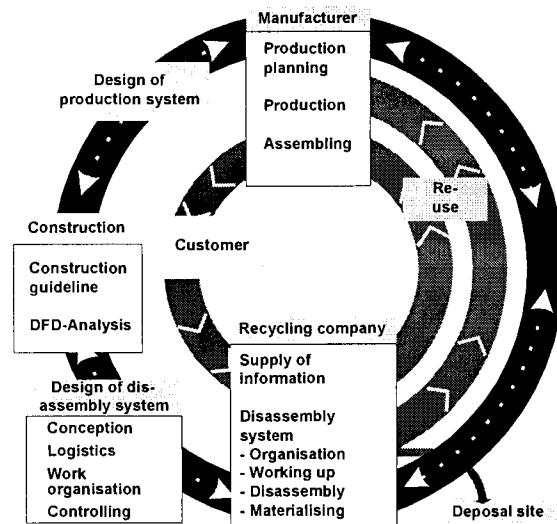 Manufacturer
Production
planning
Production
Assembling
Design of
production system
Re-
use
Construction
Customer
Construction
guideline
DFD-Analysis
Recycling company
Supply of
information
Disassembly
system
- Organisation
- Working up
- Disassembly
- Materialising
Design of dis-
assembly system
Conception
Logistics
Work
organisation
Controlling
Deposal site